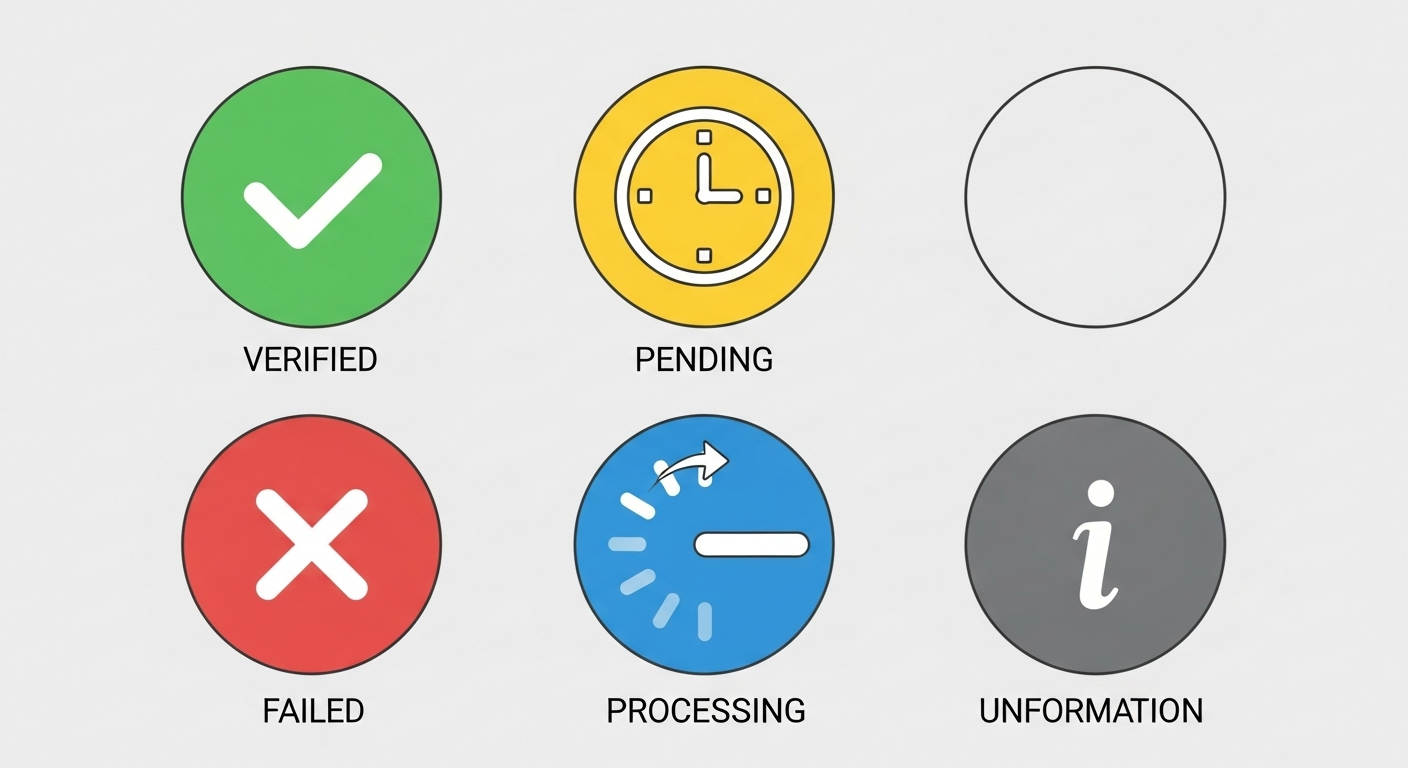 VERIFIED
PENDING
i
FAILED
PROCESSING
UNFORMATION